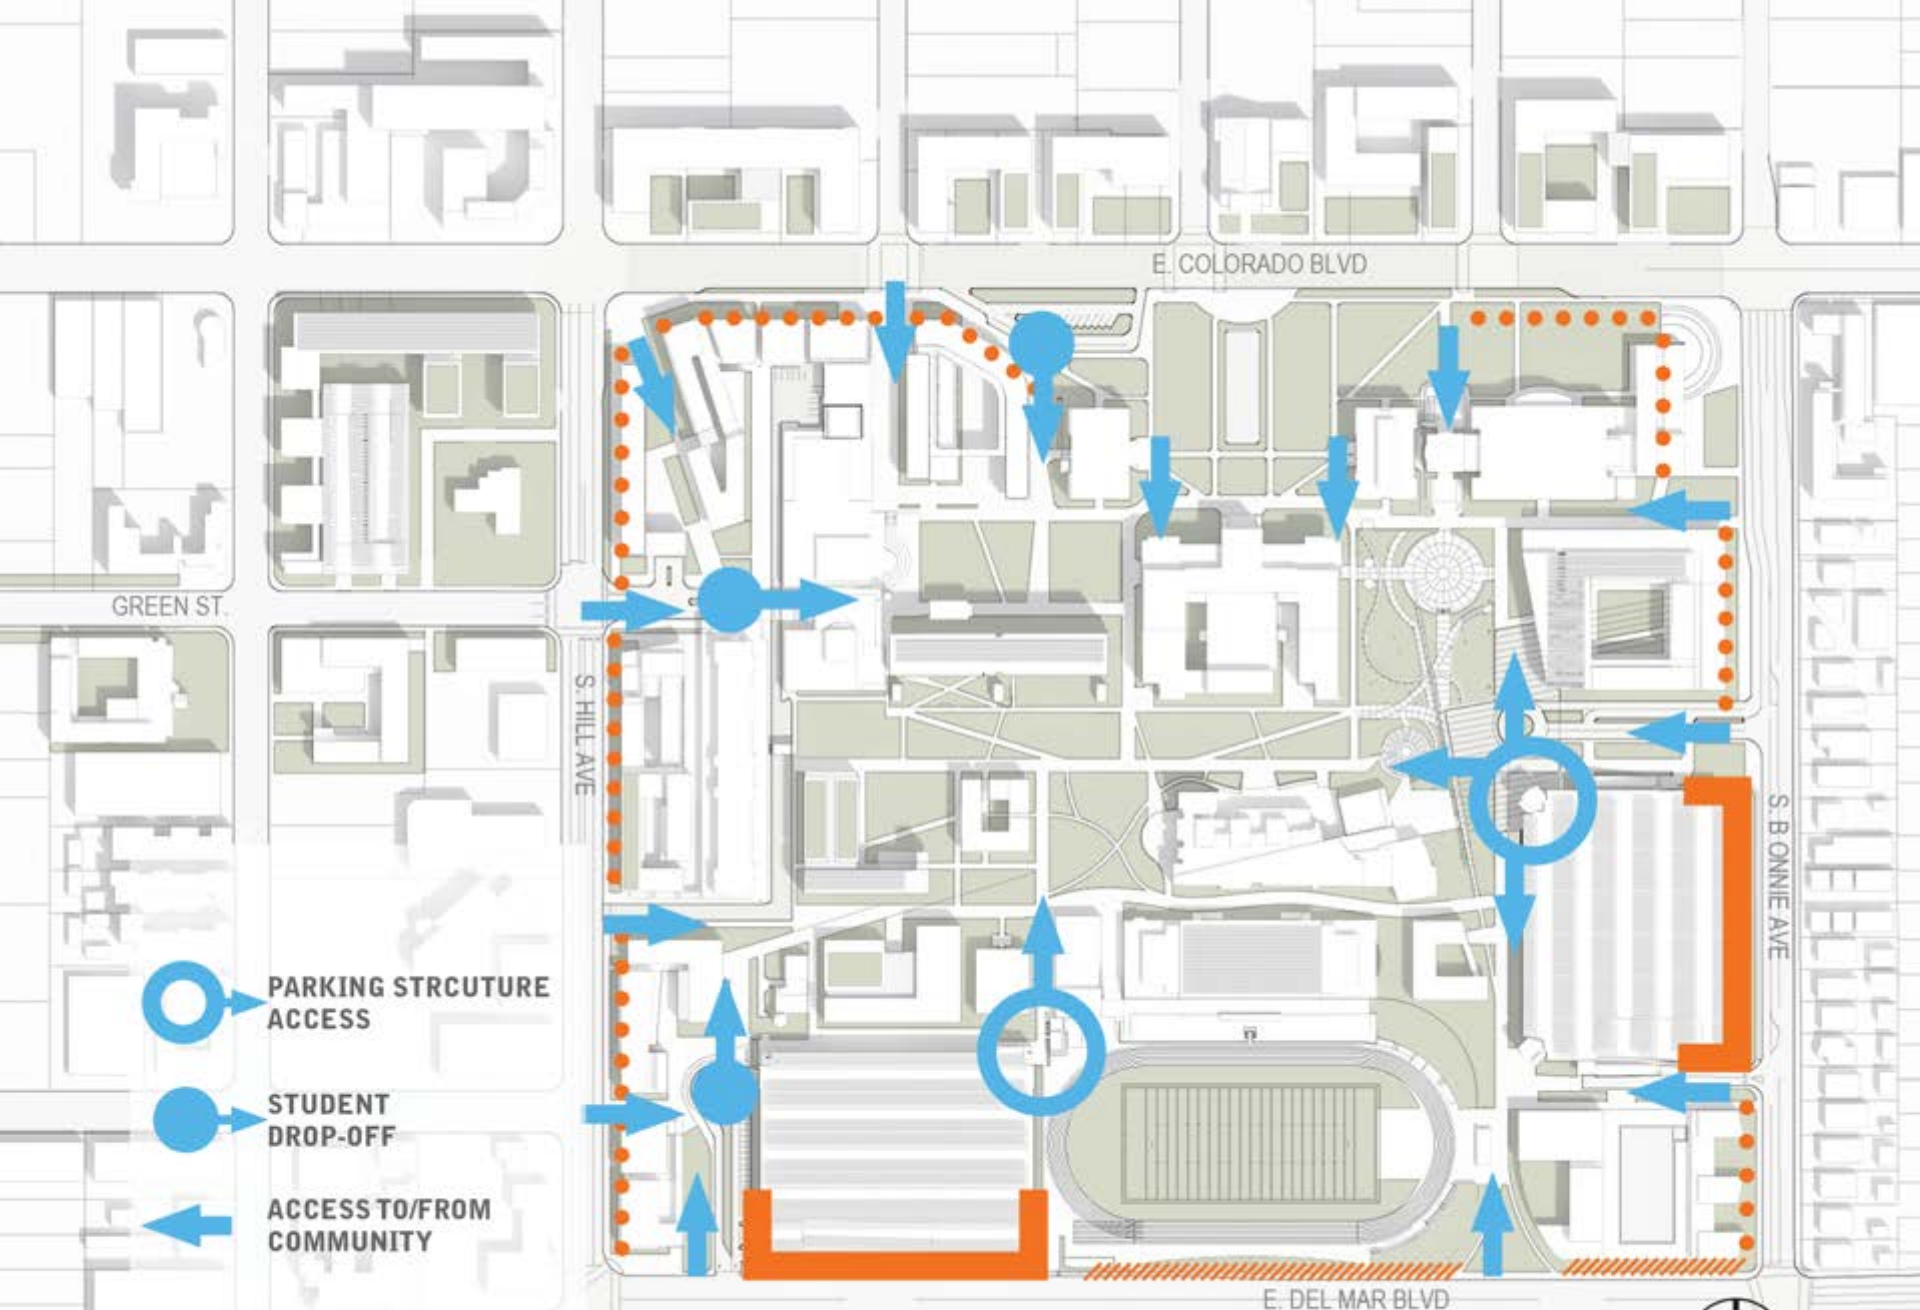 E. COLORADO BLVD
GREEN ST.
S. HILL AVE
S. BONNIE AVE
PARKING STRCUTURE
ACCESS
STUDENT
DROP-OFF
ACCESS TO/FROM
COMMUNITY
E. DEL MAR BLVD